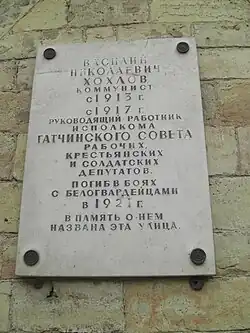 ВАСИЛИЙ
НИКОЛАЕВИЧ
ХОХЛОВ
КОММУНИСТ
с 1913 г.
с 1917 г.
РУКОВОДЯЩИЙ РАБОТНИК
ИСПОЛКОМА
ГАТЧИНСКОГО СОВЕТА
РАБОЧИХ,
КРЕСТЬЯНСКИХ
И СОЛДАТСКИХ
ДЕПУТАТОВ.
ПОГИБ В БОЯХ
С БЕЛОГВАРДЕЙЦАМИ
В 1921 г.
В ПАМЯТЬ О НЕМ
НАЗВАНА ЭТА УЛИЦА.